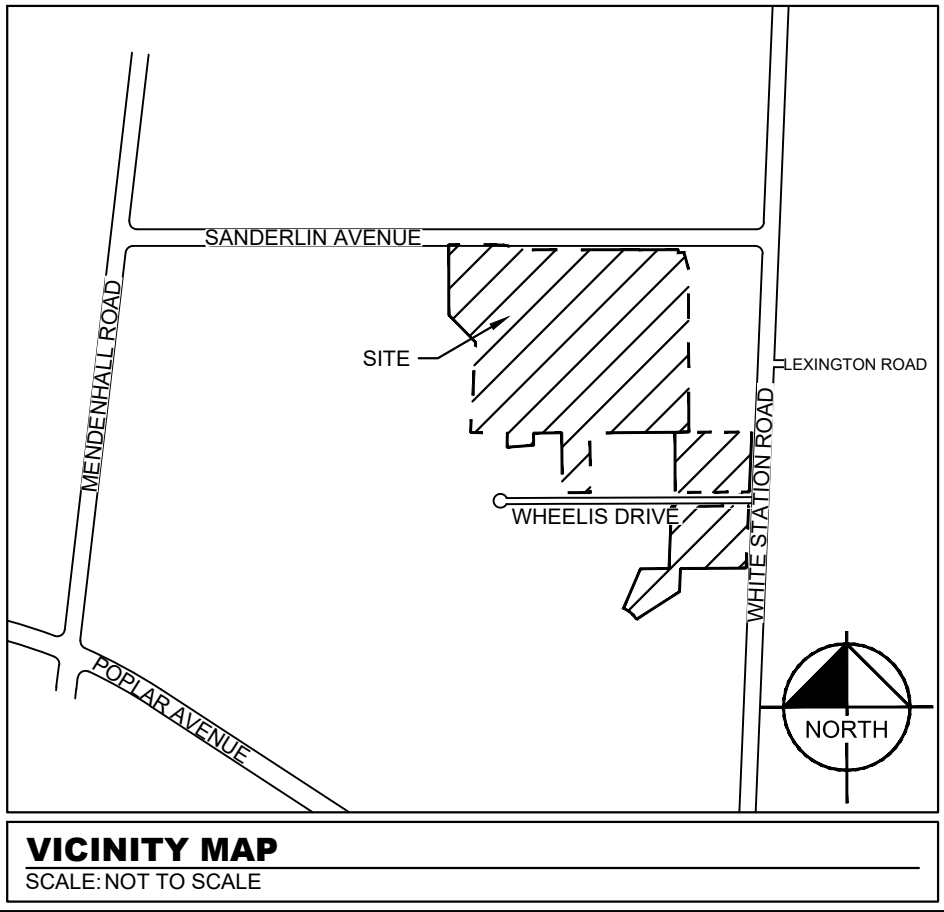 SANDERLIN AVENUE
MENDENHALL ROAD
SITE
LEXINGTON ROAD
WHITE STATION ROAD
WHEELIS DRIVE
POPLAR AVENUE
NORTH
VICINITY MAP
SCALE: NOT TO SCALE